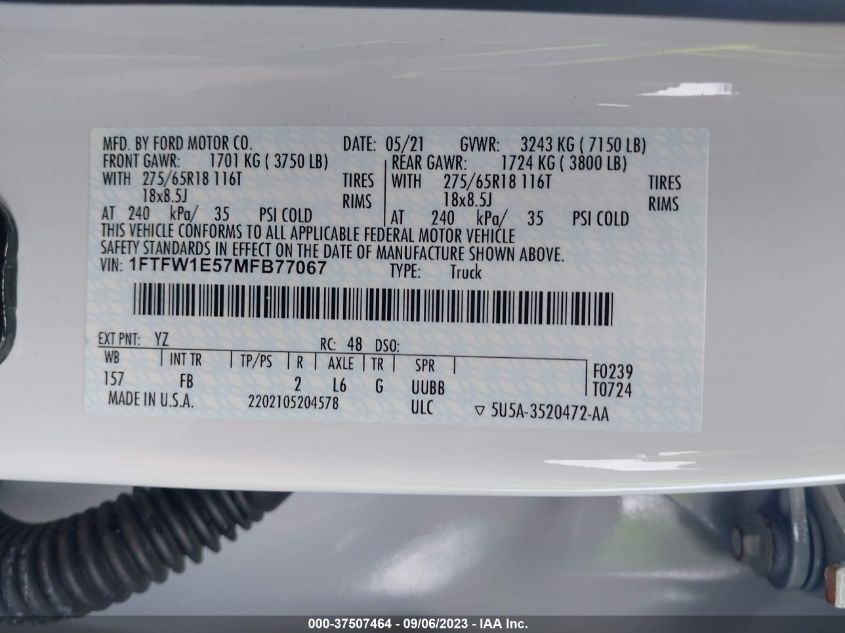 MFD. BY FORD MOTOR CO. DATE: 05/21 GVWR: 3243 KG ( 7150 LB)
FRONT GAWR: 1701 KG ( 3750 LB) REAR GAWR: 1724 KG ( 3800 LB)
WITH 275/65R18 116T TIRES WITH 275/65R18 116T TIRES
18x8.5J RIMS 18x8.5J RIMS
AT 240 kPa/ 35 PSI COLD AT 240 kPa/ 35 PSI COLD
THIS VEHICLE CONFORMS TO ALL APPLICABLE FEDERAL MOTOR VEHICLE
SAFETY STANDARDS IN EFFECT ON THE DATE OF MANUFACTURE SHOWN ABOVE.
VIN: 1FTFW1E57MFB77067 TYPE: Truck
EXT PNT: YZ RC: 48 DSO:
WB INT TR TP/PS R AXLE TR SPR F0239
157 FB 2 L6 G UUBB T0724
MADE IN U.S.A. 2202105204578 ULC ▽ 5U5A-3520472-AA
000-37507464 - 09/06/2023 - IAA Inc.